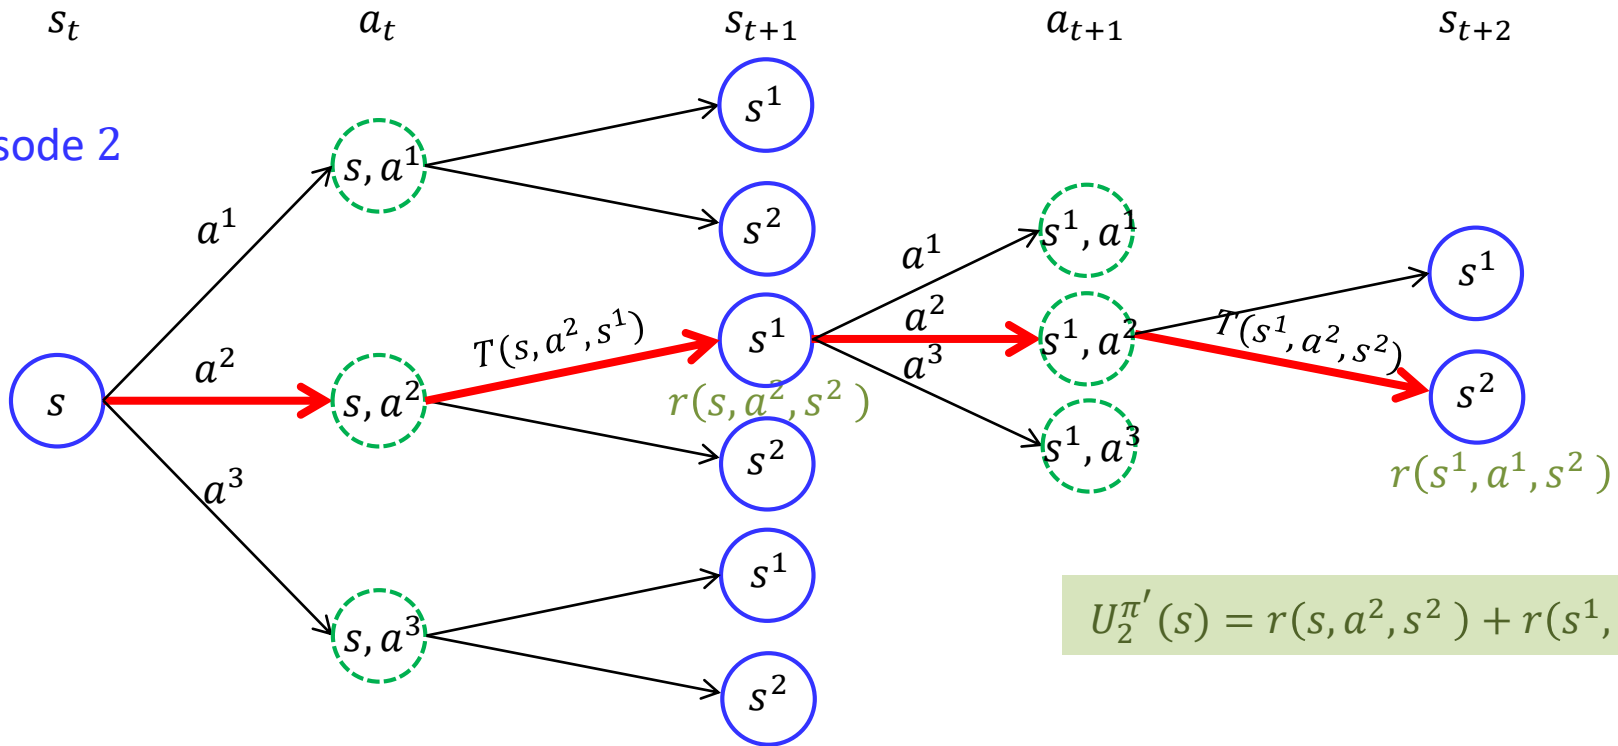 s_t a_t s_{t+1} a_{t+1} s_{t+2}
sode 2
s
a^1
a^2
a^3
s, a^1
s, a^2
s, a^3
T(s, a^2, s^1)
s^1
s^2
s^1
r(s, a^2, s^2 )
s^2
s^1
s^2
a^1
a^2
a^3
s^1, a^1
s^1, a^2
s^1, a^3
T(s^1, a^2, s^2)
s^1
s^2
r(s^1, a^1, s^2 )
U_2^{π′}(s) = r(s, a^2, s^2 ) + r(s^1,